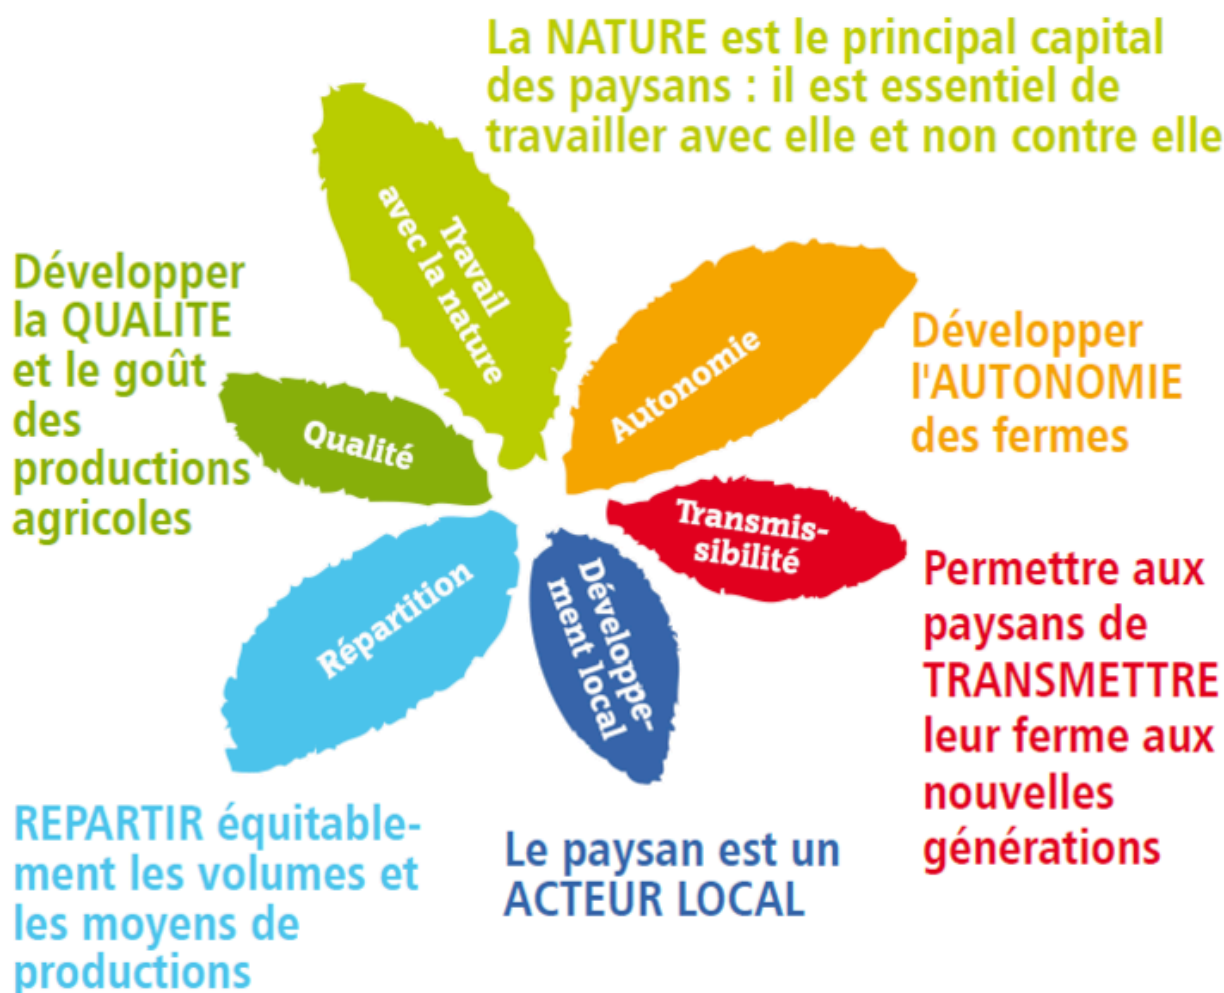 La NATURE est le principal capital
des paysans : il est essentiel de
travailler avec elle et non contre elle
Travail
avec la nature
Autonomie
Développer
l'AUTONOMIE
des fermes
Transmis-
sibilité
Permettre aux
paysans de
TRANSMETTRE
leur ferme aux
nouvelles
générations
Développe-
ment local
Le paysan est un
ACTEUR LOCAL
Répartition
REPARTIR équitable-
ment les volumes et
les moyens de
productions
Qualité
Développer
la QUALITE
et le goût
des
productions
agricoles